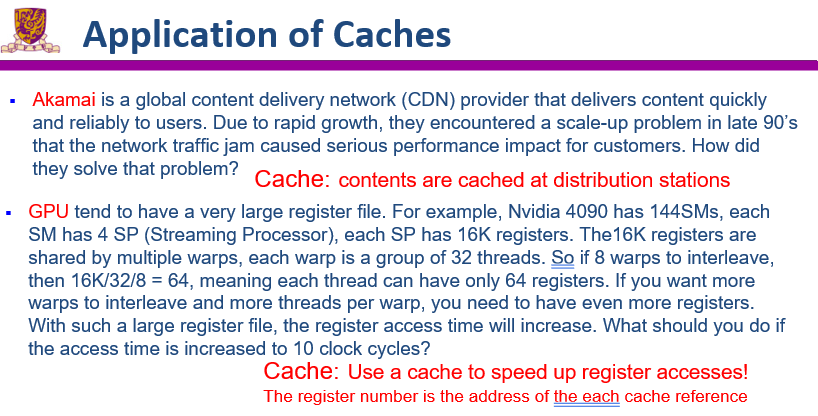 Application of Caches
▪ Akamai is a global content delivery network (CDN) provider that delivers content quickly
and reliably to users. Due to rapid growth, they encountered a scale-up problem in late 90’s
that the network traffic jam caused serious performance impact for customers. How did
they solve that problem? Cache: contents are cached at distribution stations
▪ GPU tend to have a very large register file. For example, Nvidia 4090 has 144SMs, each
SM has 4 SP (Streaming Processor), each SP has 16K registers. The16K registers are
shared by multiple warps, each warp is a group of 32 threads. So if 8 warps to interleave,
then 16K/32/8 = 64, meaning each thread can have only 64 registers. If you want more
warps to interleave and more threads per warp, you need to have even more registers.
With such a large register file, the register access time will increase. What should you do if
the access time is increased to 10 clock cycles?
Cache: Use a cache to speed up register accesses!
The register number is the address of the each cache reference